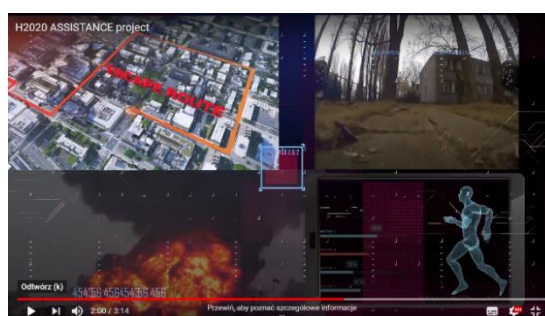 H2020 ASSISTANCE project
ESCAPE ROUTE
Odtwórz (k)
2:00 / 3:14
Przewiń, aby poznać szczegółowe informacje